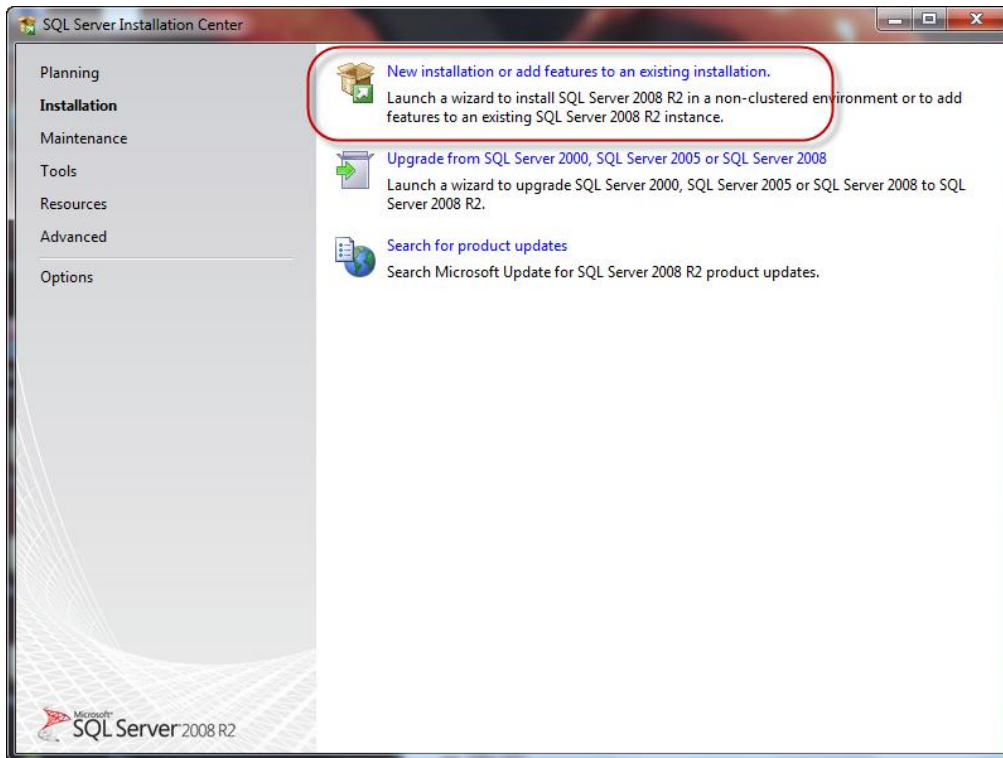 SQL Server Installation Center
Planning
Installation
Maintenance
Tools
Resources
Advanced
Options
New installation or add features to an existing installation.
Launch a wizard to install SQL Server 2008 R2 in a non-clustered environment or to add
features to an existing SQL Server 2008 R2 instance.
Upgrade from SQL Server 2000, SQL Server 2005 or SQL Server 2008
Launch a wizard to upgrade SQL Server 2000, SQL Server 2005 or SQL Server 2008 to SQL
Server 2008 R2.
Search for product updates
Search Microsoft Update for SQL Server 2008 R2 product updates.
Microsoft
SQL Server 2008 R2